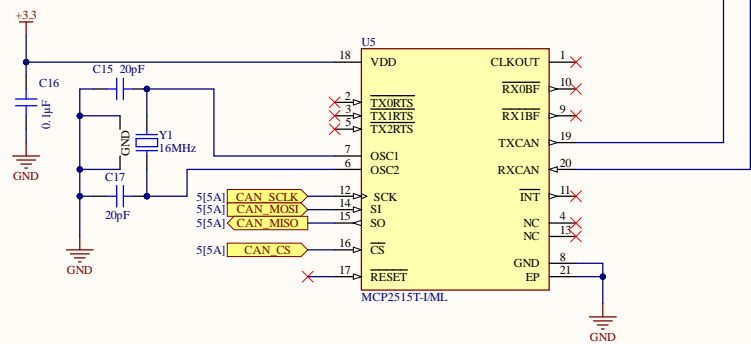 +3.3
U5
18 VDD CLKOUT 1
C15 20pF
C16
0.1µF
RX0BF 10
2 TX0RTS
3 TX1RTS
5 TX2RTS
RX1BF 9
GND
Y1
16MHz
TXCAN 19
7 OSC1
6 OSC2
RXCAN 20
GND
C17
20pF
5[5A] CAN_SCLK 12 SCK
INT 11
5[5A] CAN_MOSI 14 SI
5[5A] CAN_MISO 15 SO
NC 4
NC 13
5[5A] CAN_CS 16 CS
GND 8
GND
17 RESET
EP 21
MCP2515T-I/ML
GND